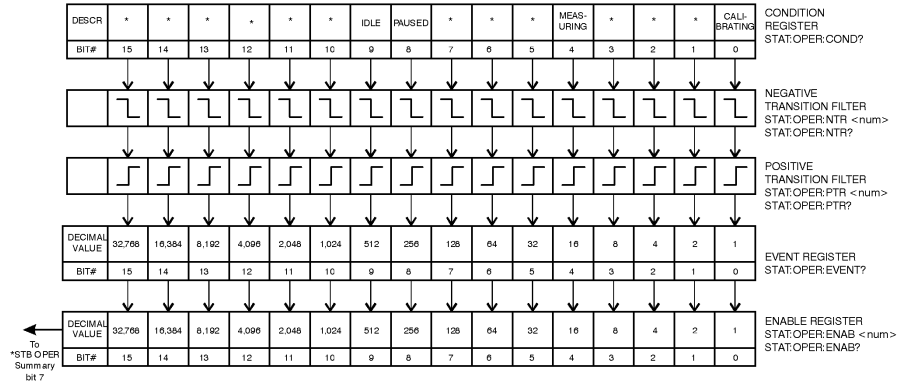 DESCR * * * * * * IDLE PAUSED * * * MEAS-URING * * * CALI-BRATING
BIT# 15 14 13 12 11 10 9 8 7 6 5 4 3 2 1 0
CONDITION
REGISTER
STAT:OPER:COND?
NEGATIVE
TRANSITION FILTER
STAT:OPER:NTR <num>
STAT:OPER:NTR?
POSITIVE
TRANSITION FILTER
STAT:OPER:PTR <num>
STAT:OPER:PTR?
DECIMAL VALUE 32,768 16,384 8,192 4,096 2,048 1,024 512 256 128 64 32 16 8 4 2 1
BIT# 15 14 13 12 11 10 9 8 7 6 5 4 3 2 1 0
EVENT REGISTER
STAT:OPER:EVENT?
DECIMAL VALUE 32,768 16,384 8,192 4,096 2,048 1,024 512 256 128 64 32 16 8 4 2 1
BIT# 15 14 13 12 11 10 9 8 7 6 5 4 3 2 1 0
ENABLE REGISTER
STAT:OPER:ENAB <num>
STAT:OPER:ENAB?
To
*STB OPER
Summary
bit 7